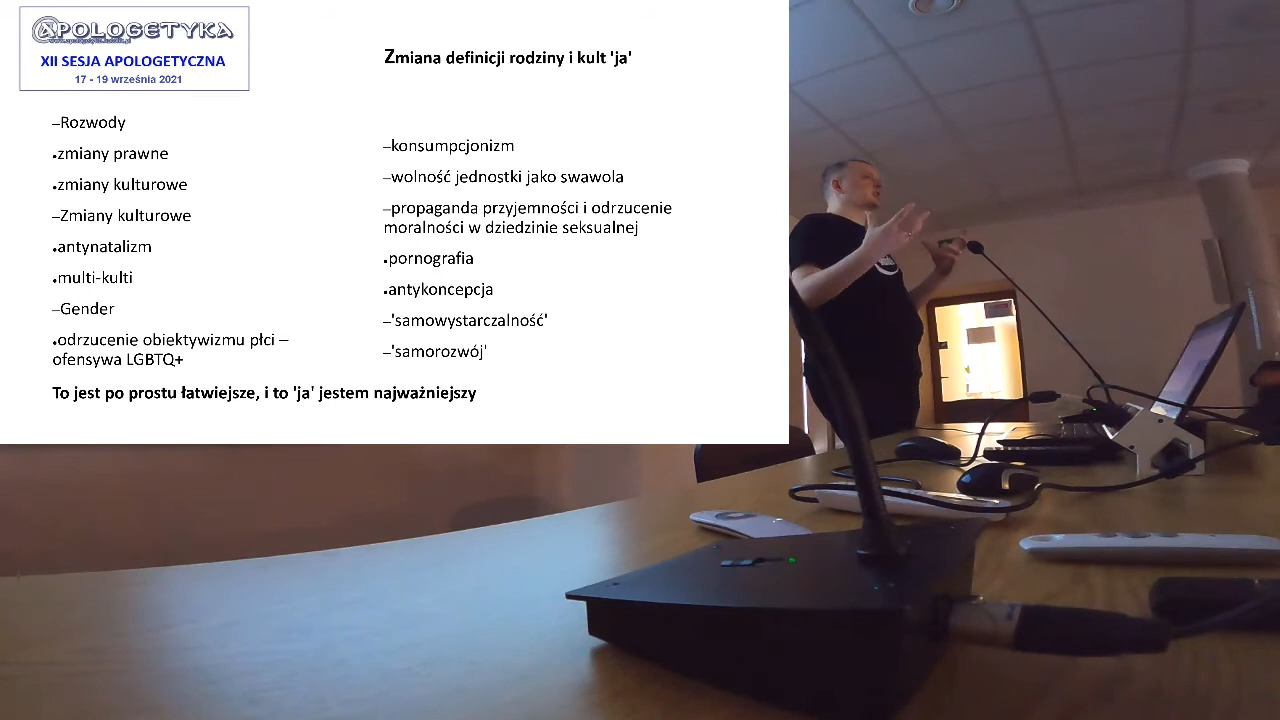 @POLOGETYKA
XII SESJA APOLOGETYCZNA
17 - 19 września 2021
Zmiana definicji rodziny i kult 'ja'
–Rozwody
•zmiany prawne
•zmiany kulturowe
–Zmiany kulturowe
•antynatalizm
•multi-kulti
–Gender
•odrzucenie obiektywizmu płci –
ofensywa LGBTQ+
–konsumpcjonizm
–wolność jednostki jako swawola
–propaganda przyjemności i odrzucenie
moralności w dziedzinie seksualnej
•pornografia
•antykoncepcja
–'samowystarczalność'
–'samorozwój'
To jest po prostu łatwiejsze, i to 'ja' jestem najważniejszy